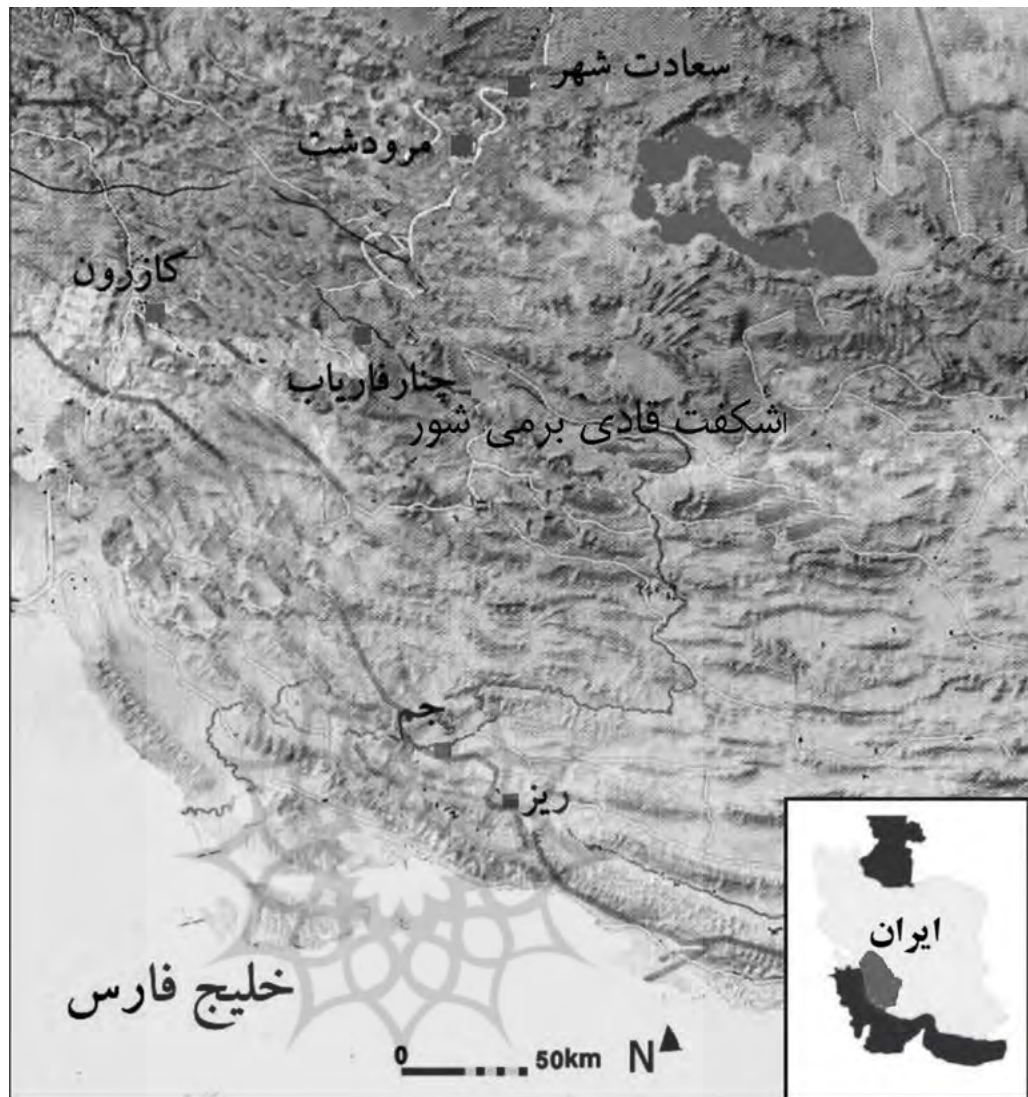 سعادت شهر
مرودشت
کازرون
چنارفاریاب
اشکفت قادی برمی شور
جم
ریز
ایران
خلیج فارس
0 50km N